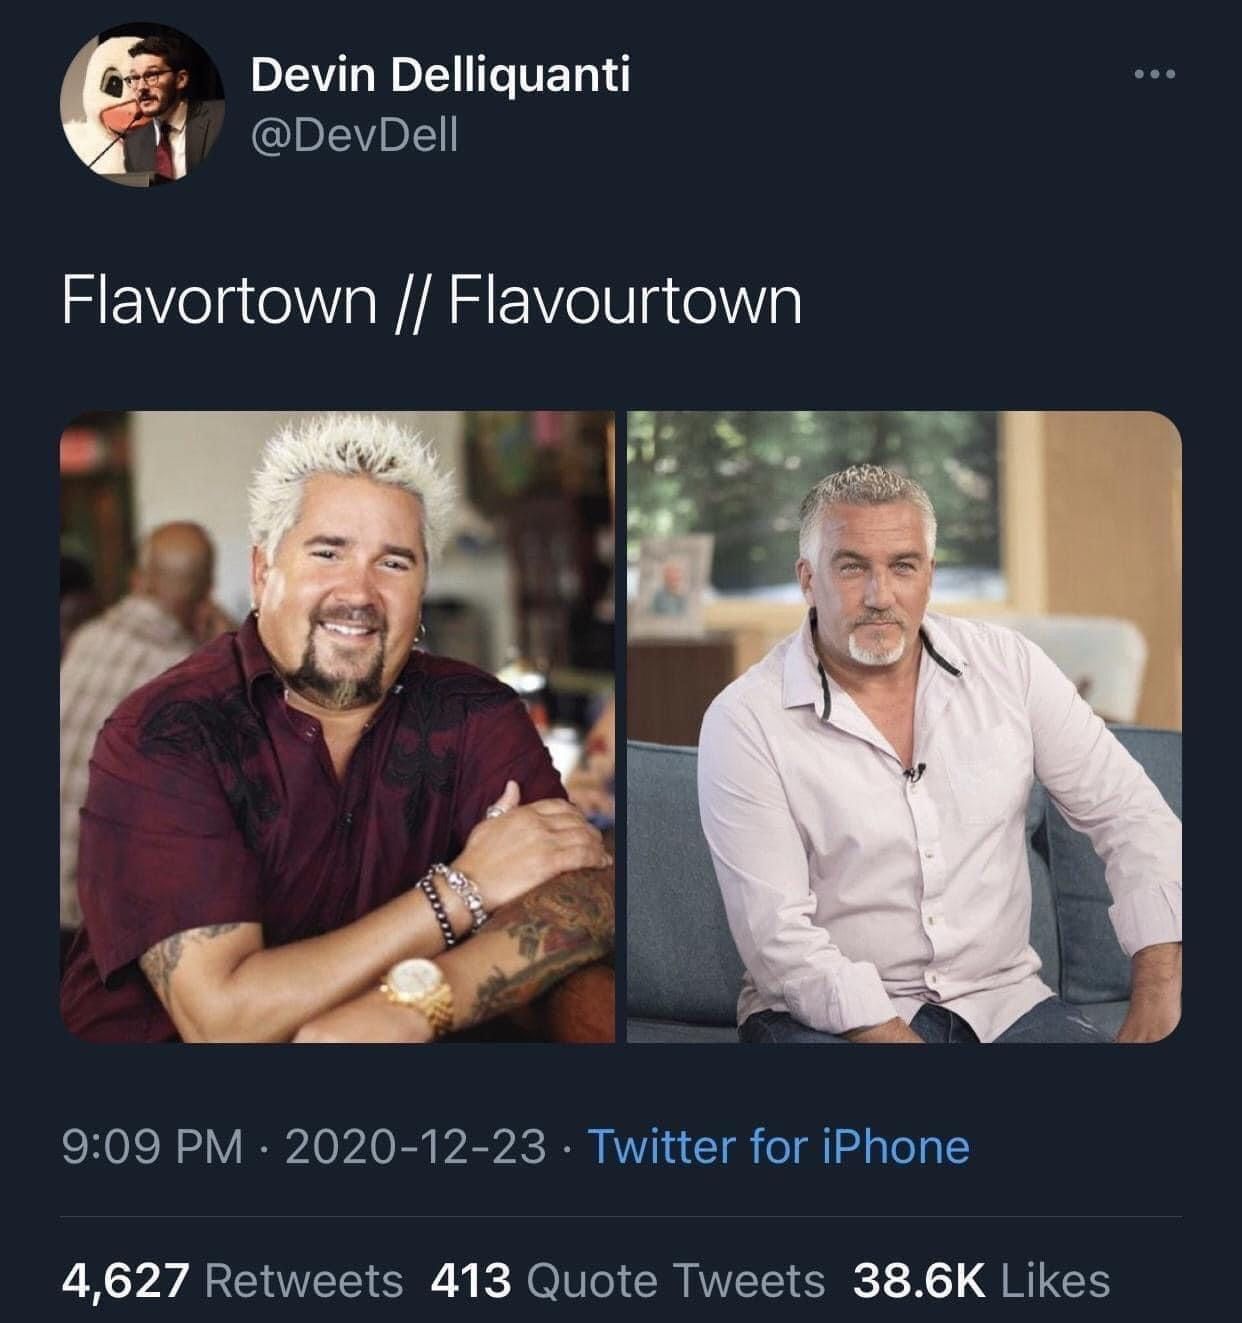 Devin Delliquanti
@DevDell
Flavortown // Flavourtown
9:09 PM · 2020-12-23 · Twitter for iPhone
4,627 Retweets 413 Quote Tweets 38.6K Likes